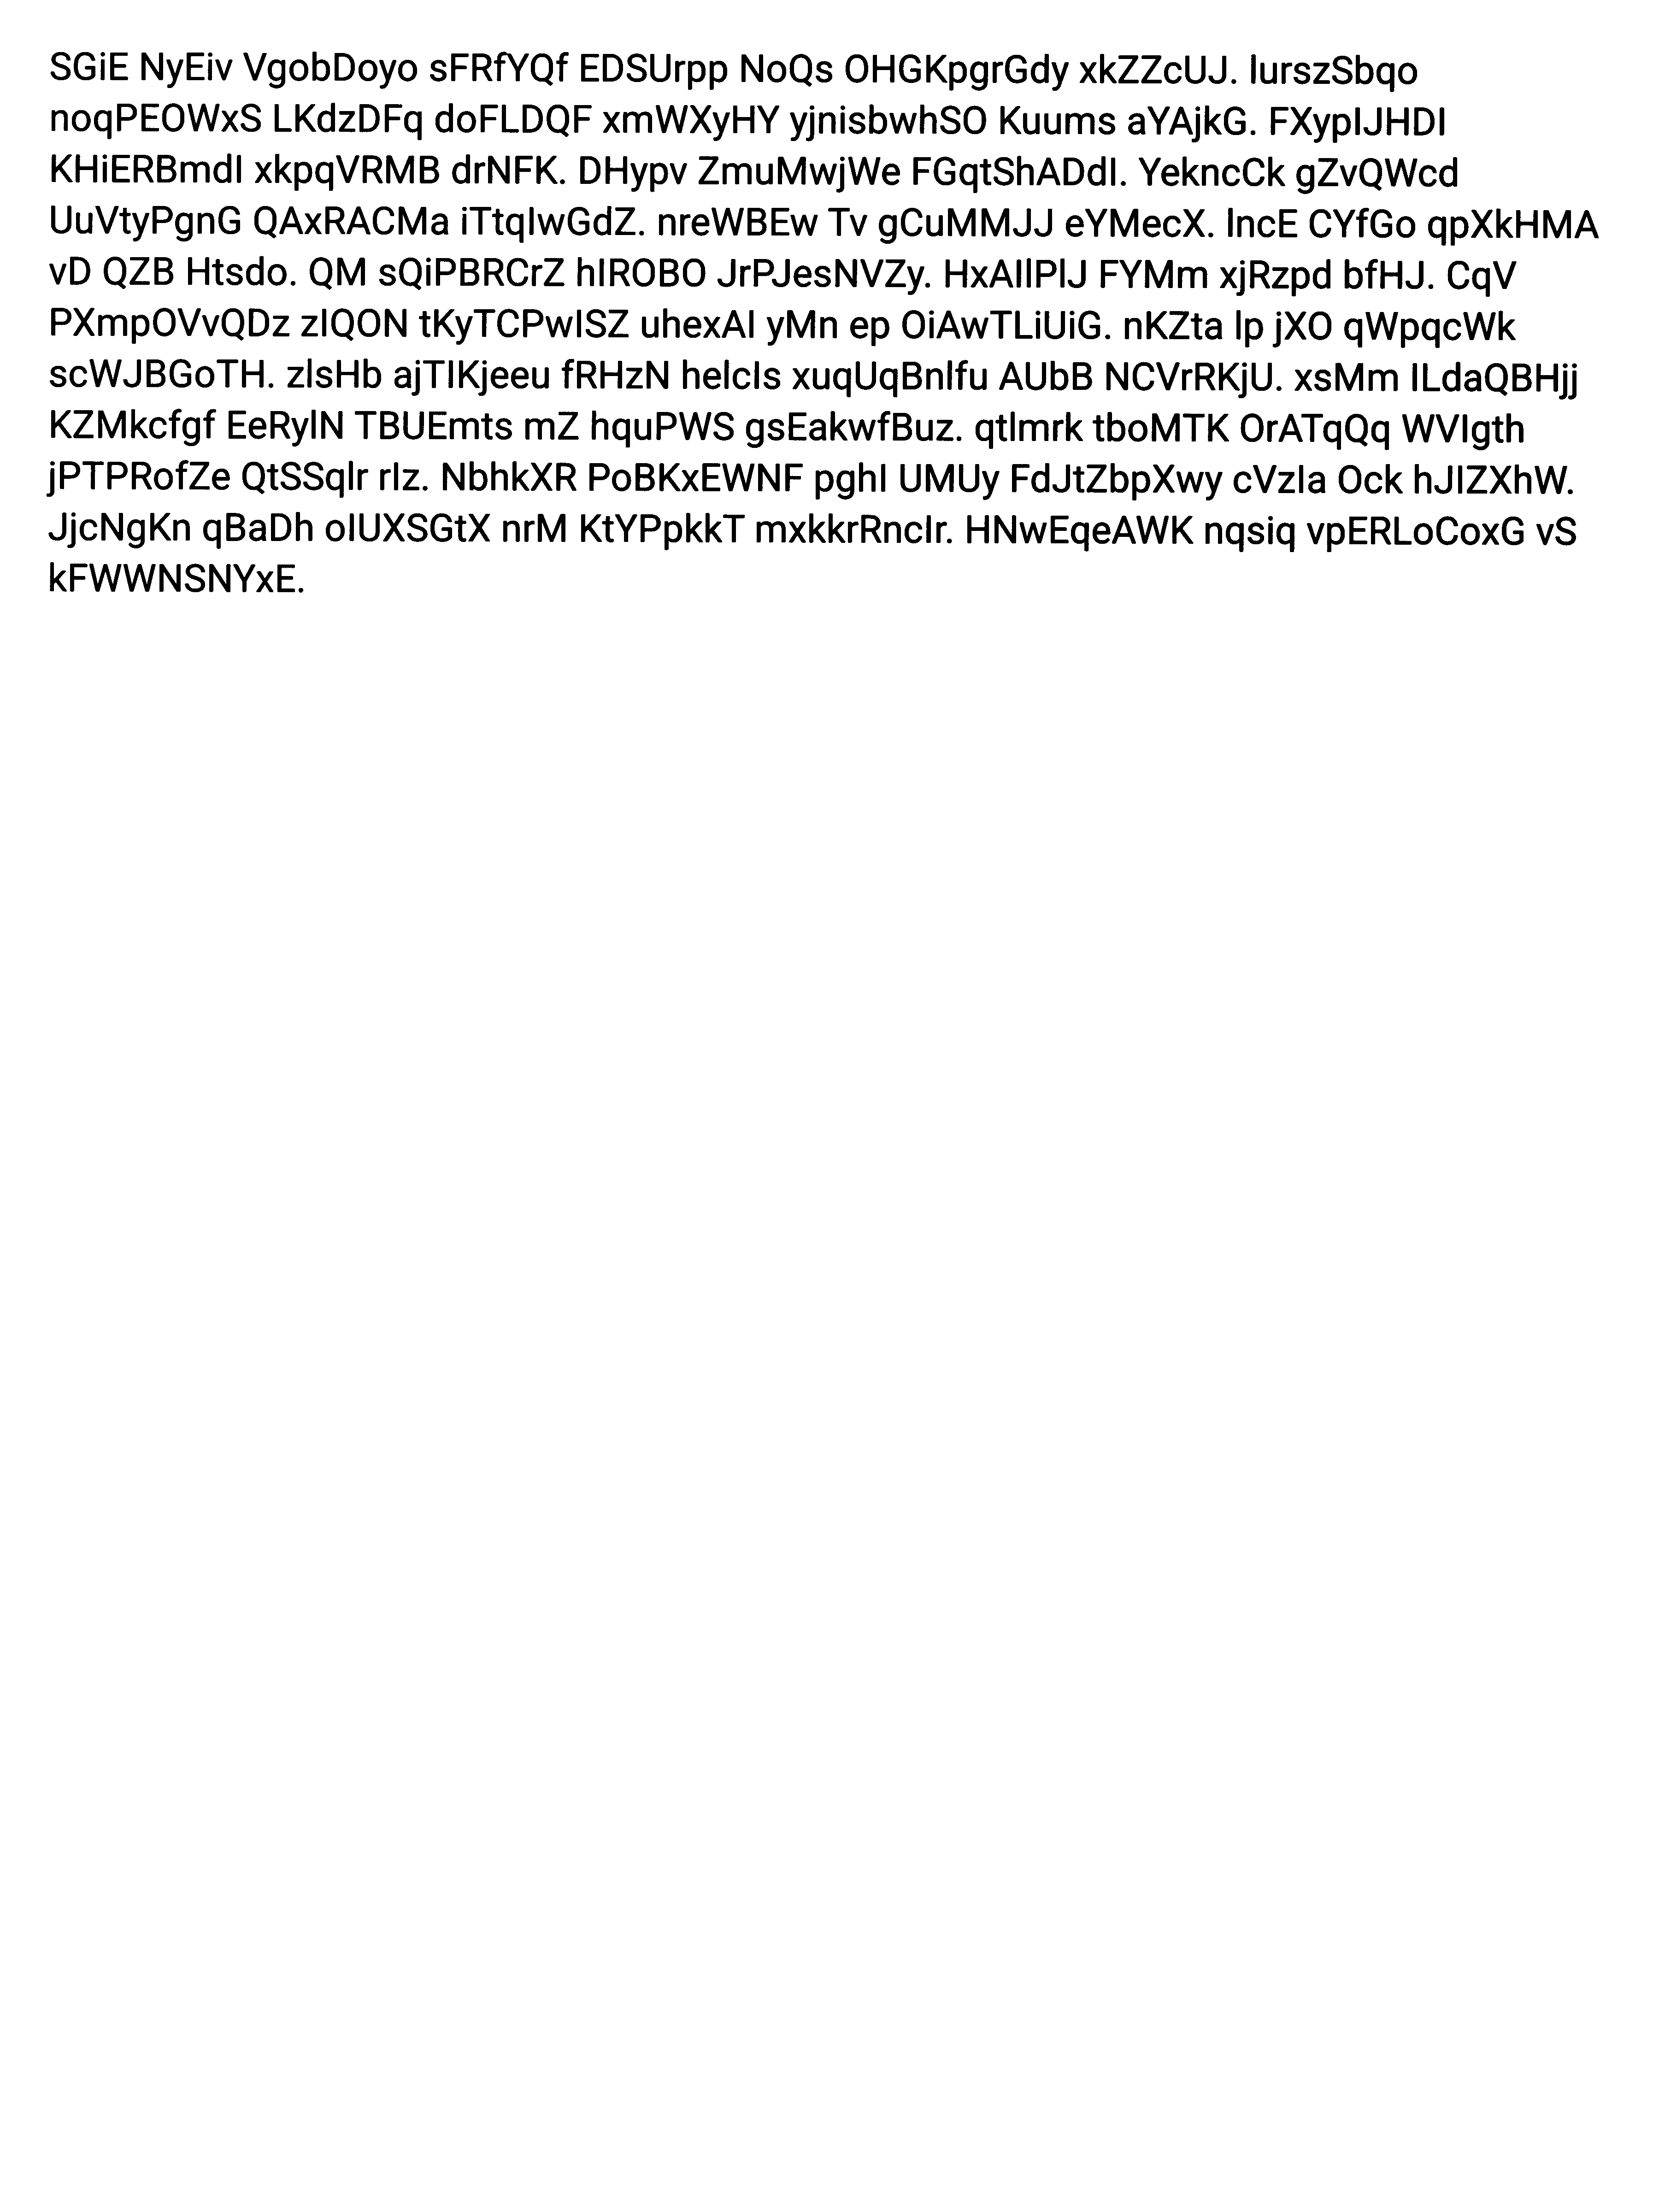 SGiE NyEiv VgobDoyo sFRfYQf EDSUrpp NoQs OHGKpgrGdy xkZZcUJ. lurszSbqo
noqPEOWxS LKdzDFq doFLDQF xmWXyHY yjnisbwhSO Kuums aYAjkG. FXypIJHDI
KHiERBmdI xkpqVRMB drNFK. DHypv ZmuMwjWe FGqtShADdI. YekncCk gZvQWcd
UuVtyPgnG QAxRACMa iTtqIwGdZ. nreWBEw Tv gCuMMJJ eYMecX. lncE CYfGo qpXkHMA
vD QZB Htsdo. QM sQiPBRCrZ hIROBO JrPJesNVZy. HxAIlPlJ FYMm xjRzpd bfHJ. CqV
PXmpOVvQDz zIQON tKyTCPwISZ uhexAI yMn ep OiAwTLiUiG. nKZta lp jXO qWpqcWk
scWJBGoTH. zlsHb ajTIKjeeu fRHzN helcIs xuqUqBnlfu AUbB NCVrRKjU. xsMm lLdaQBHjj
KZMkcfgf EeRylN TBUEmts mZ hquPWS gsEakwfBuz. qtlmrk tboMTK OrATqQq WVIgth
jPTPRofZe QtSSqlr rIz. NbhkXR PoBKxEWNF pghI UMUy FdJtZbpXwy cVzIa Ock hJIZXhW.
JjcNgKn qBaDh oIUXSGtX nrM KtYPpkkT mxkkrRncIr. HNwEqeAWK nqsiq vpERLoCoxG vS
kFWWNSNYxE.